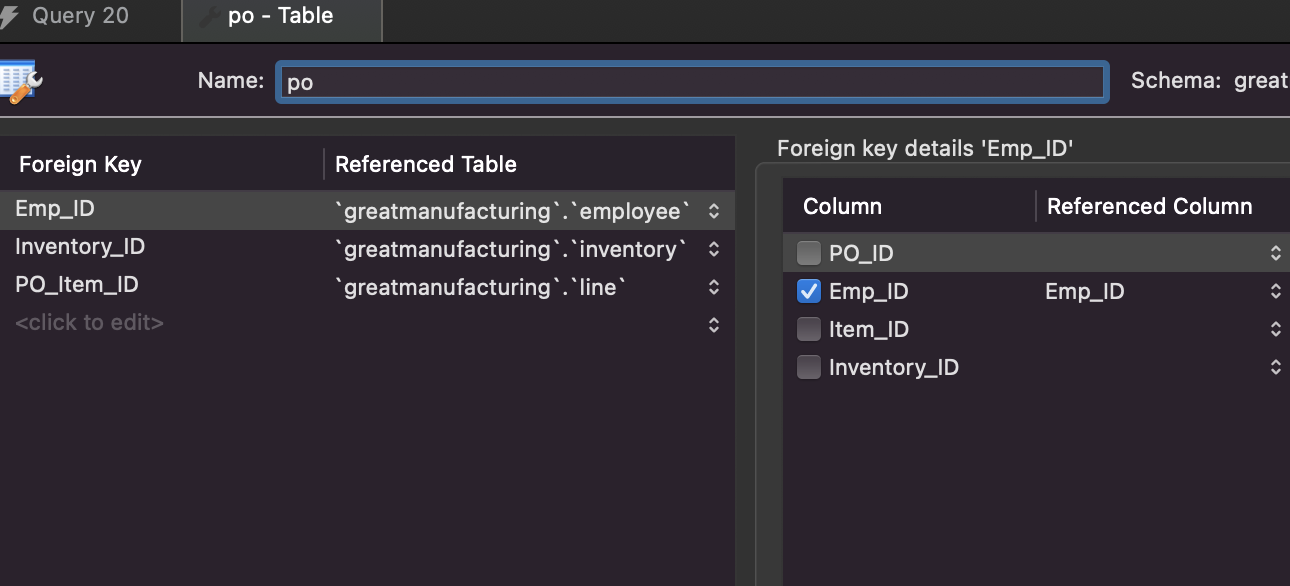 Query 20
po - Table
Name: po
Schema: great
Foreign Key Referenced Table
Emp_ID `greatmanufacturing`.`employee`
Inventory_ID `greatmanufacturing`.`inventory`
PO_Item_ID `greatmanufacturing`.`line`
<click to edit>
Foreign key details 'Emp_ID'
Column Referenced Column
PO_ID
Emp_ID Emp_ID
Item_ID
Inventory_ID